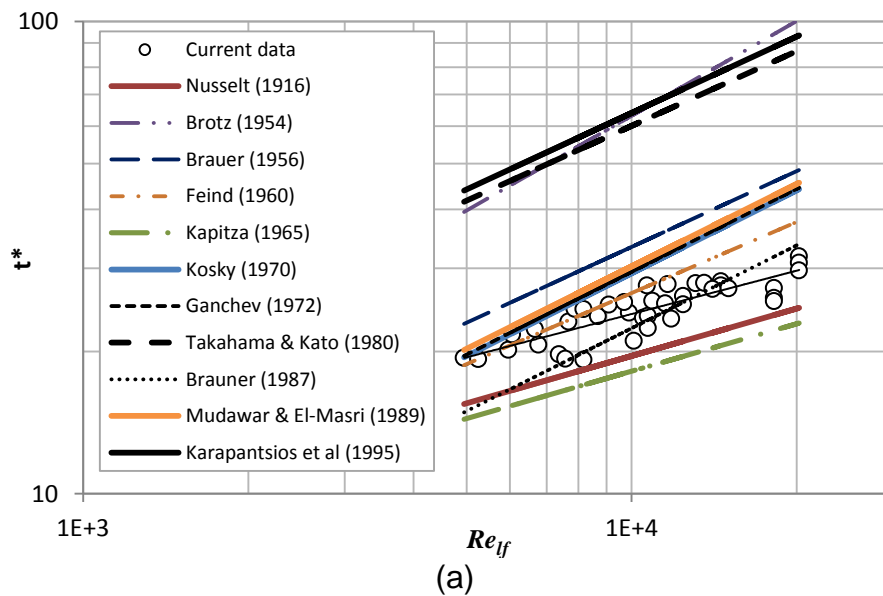 100
Current data
Nusselt (1916)
Brotz (1954)
Brauer (1956)
Feind (1960)
Kapitza (1965)
Kosky (1970)
Ganchev (1972)
Takahama & Kato (1980)
Brauner (1987)
Mudawar & El-Masri (1989)
Karapantsios et al (1995)
t*
10
1E+3
1E+4
Re_lf
(a)